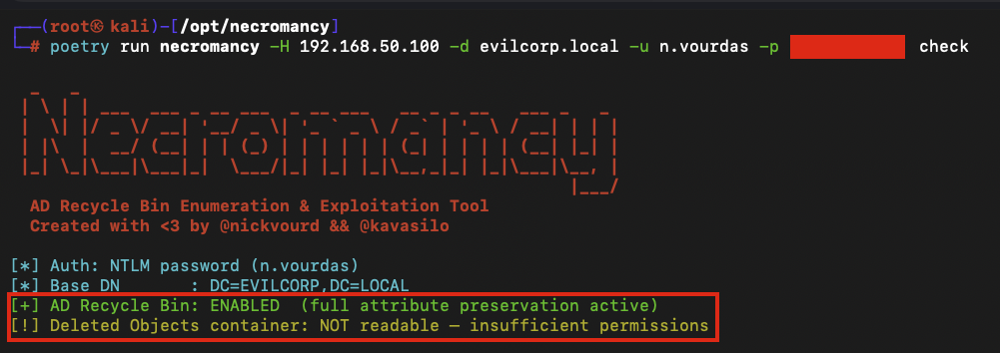 (root㉿kali)-[/opt/necromancy]
# poetry run necromancy -H 192.168.50.100 -d evilcorp.local -u n.vourdas -p check
Necromancy
AD Recycle Bin Enumeration & Exploitation Tool
Created with <3 by @nickvourd && @kavasilo
[*] Auth: NTLM password (n.vourdas)
[*] Base DN : DC=EVILCORP,DC=LOCAL
[+] AD Recycle Bin: ENABLED (full attribute preservation active)
[!] Deleted Objects container: NOT readable — insufficient permissions